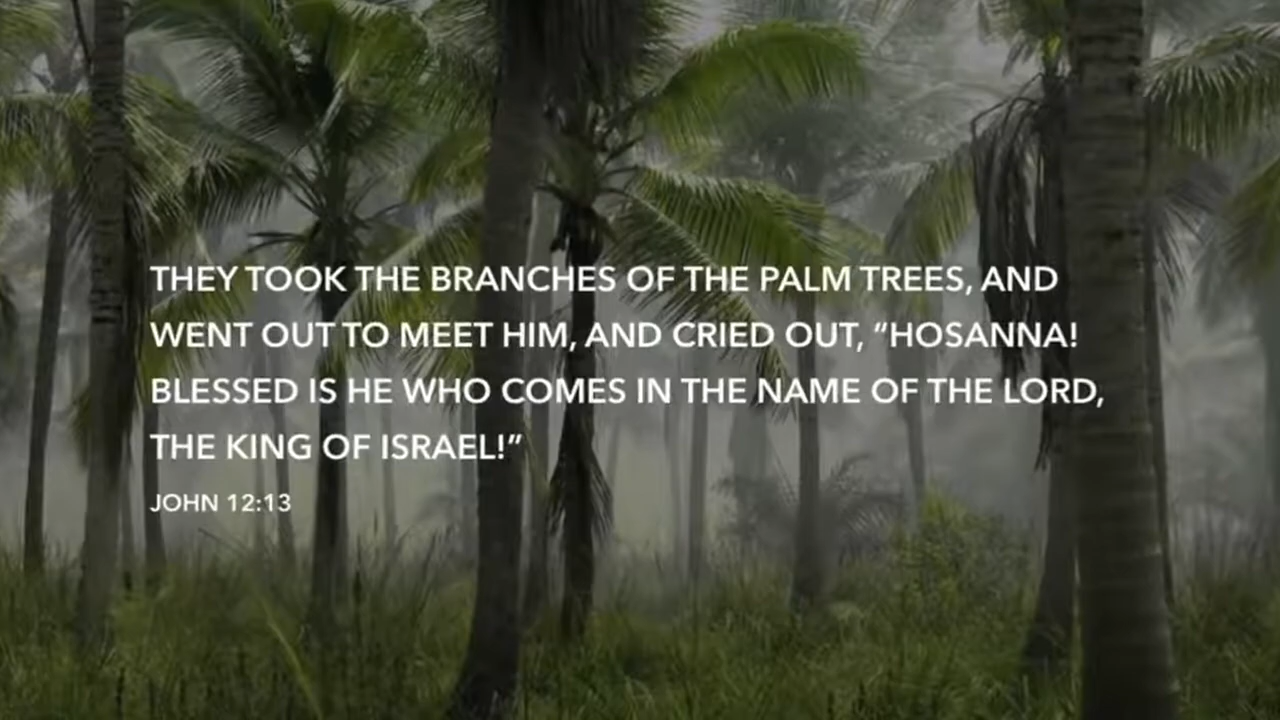 THEY TOOK THE BRANCHES OF THE PALM TREES, AND
WENT OUT TO MEET HIM, AND CRIED OUT, “HOSANNA!
BLESSED IS HE WHO COMES IN THE NAME OF THE LORD,
THE KING OF ISRAEL!”
JOHN 12:13